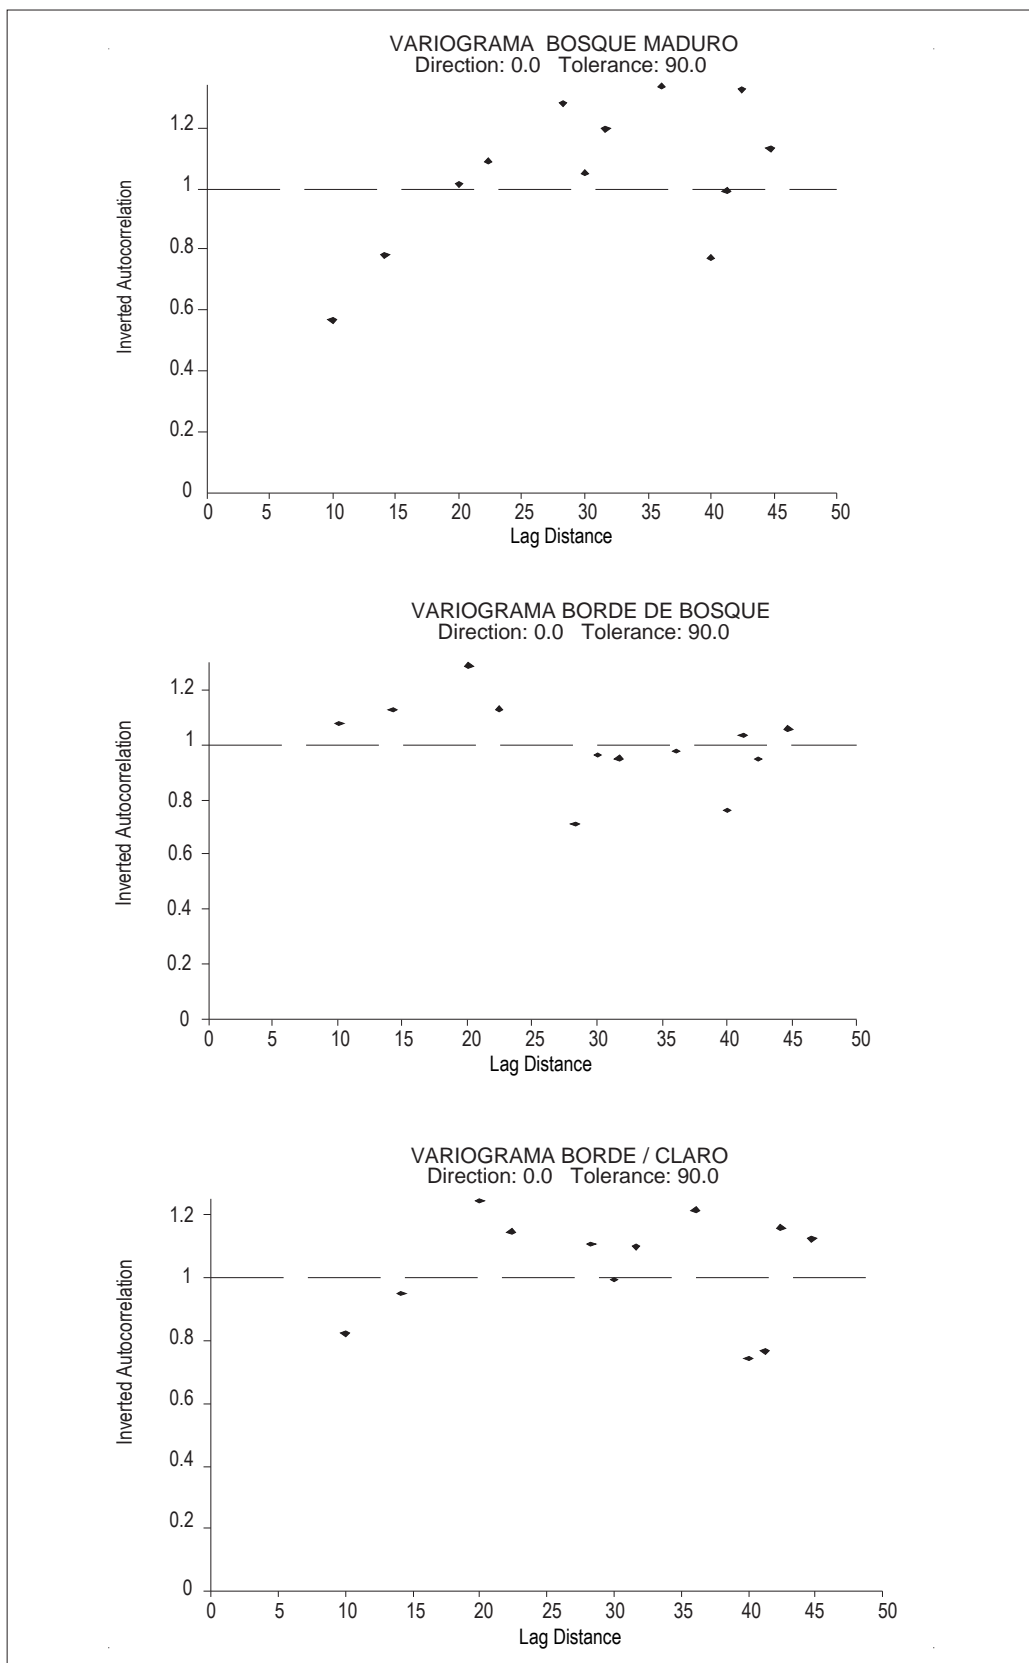 VARIOGRAMA BOSQUE MADURO
Direction: 0.0 Tolerance: 90.0
Inverted Autocorrelation
1.2
1
0.8
0.6
0.4
0.2
0
0 5 10 15 20 25 30 35 40 45 50
Lag Distance
VARIOGRAMA BORDE DE BOSQUE
Direction: 0.0 Tolerance: 90.0
Inverted Autocorrelation
1.2
1
0.8
0.6
0.4
0.2
0
0 5 10 15 20 25 30 35 40 45 50
Lag Distance
VARIOGRAMA BORDE / CLARO
Direction: 0.0 Tolerance: 90.0
Inverted Autocorrelation
1.2
1
0.8
0.6
0.4
0.2
0
0 5 10 15 20 25 30 35 40 45 50
Lag Distance